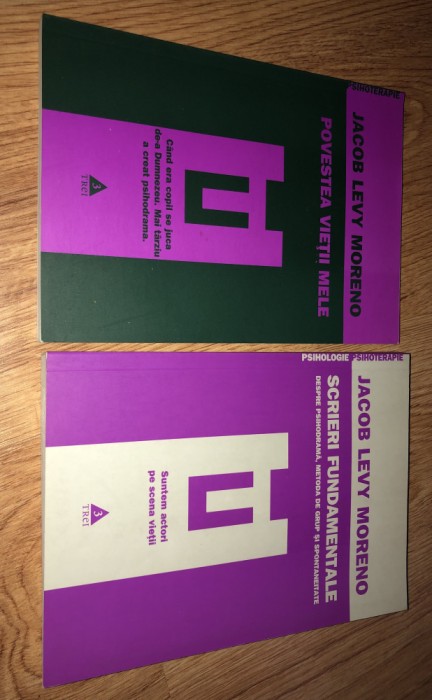 PSIHOTERAPIE
JACOB LEVY MORENO
POVESTEA VIEȚII MELE
Când era copil se juca
de-a Dumnezeu. Mai târziu
a creat psihodrama.
3
TREI
PSIHOLOGIE PSIHOTERAPIE
JACOB LEVY MORENO
SCRIERI FUNDAMENTALE
DESPRE PSIHODRAMĂ, METODA DE GRUP ȘI SPONTANEITATE
Suntem actori
pe scena vieții
3
TREI